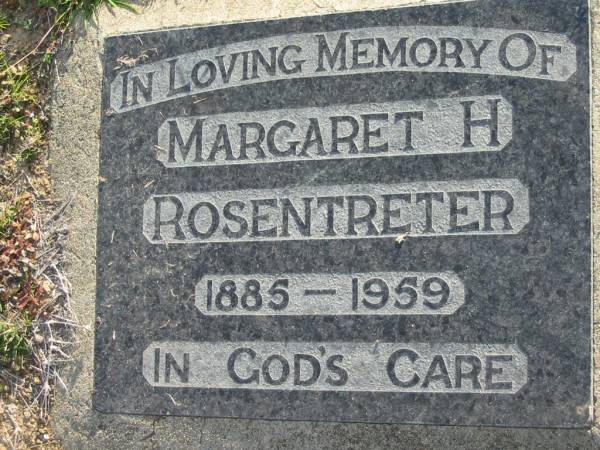 IN LOVING MEMORY OF
MARGARET H
ROSENTRETER
1885 — 1959
IN GOD'S CARE